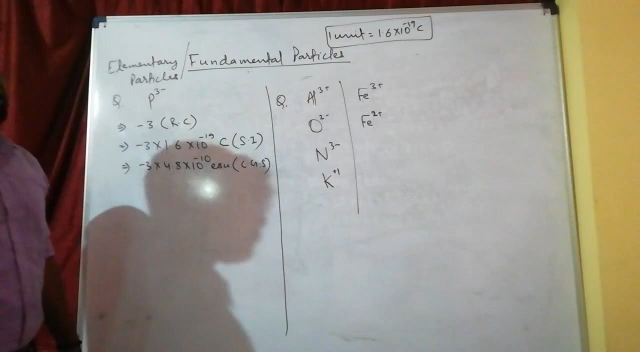 1 unit = 1.6×10⁻¹⁹C
Elementary / Fundamental Particles
Particles
Q. P³⁻
⇒ -3 (R.C)
⇒ -3×1.6×10⁻¹⁹ C (S.I)
⇒ -3×4.8×10⁻¹⁰ esu (C.G.S)
Q. Al³⁺
O²⁻
N³⁻
K⁺¹
Fe³⁺
Fe²⁺